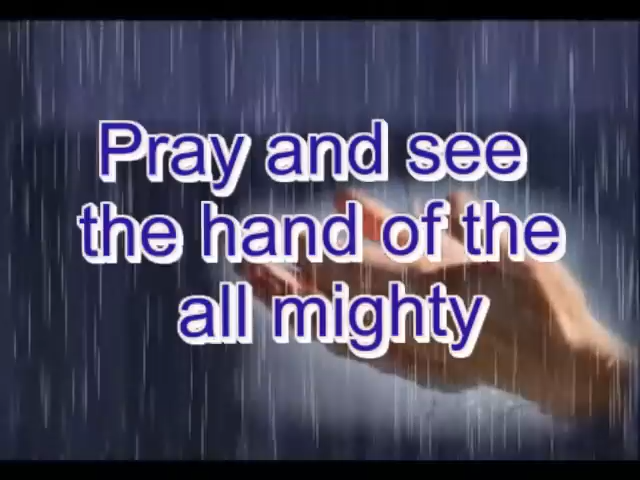 Pray and see
the hand of the
all mighty